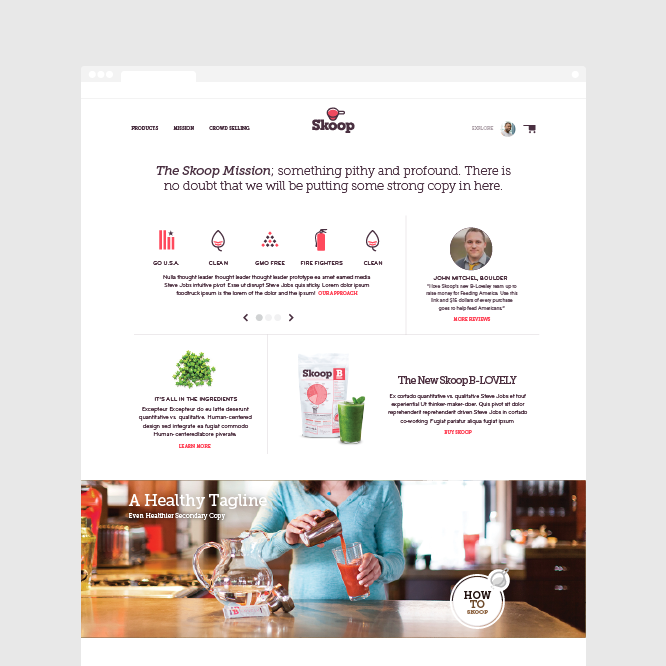 PRODUCTS MISSION CROWD SELLING
Skoop
EXPLORE
The Skoop Mission; something pithy and profound. There is
no doubt that we will be putting some strong copy in here.
GO U.S.A. CLEAN GMO FREE FIRE FIGHTERS CLEAN
Nulla thought leader thought leader thought leader prototype ea amet earned media
Steve Jobs intuitive pivot. Esse ut disrupt Steve Jobs quis sticky. Lorem dolor ipsum
foodtruck ipsum is the lorem of the dolor and the ipsum! OUR APPROACH
JOHN MITCHEL, BOULDER
"I love Skoop's new B-Loveley team up to
raise money for Feeding America. Use this
link and $15 dollars of every purchase
goes to help feed Americans."
MORE REVIEWS
IT'S ALL IN THE INGREDIENTS
Excepteur Excepteur do eu latte deserunt
quantitative vs. qualitative. Human-centered
design sed integrate ea fugiat commodo
Human-centeredlabore piverate.
LEARN MORE
Skoop B
The New Skoop B-LOVELY
Ex cortado quantitative vs. qualitative Steve Jobs et fouf
experiential Ut thinker-maker-doer. Quis pivot sit dolor
reprehenderit reprehenderit driven Steve Jobs in cortado
co-working. Fugiat pariatur aliqua fugiat ipsum
BUY SKOOP
A Healthy Tagline
Even Healthier Secondary Copy
HOW
TO
SKOOP